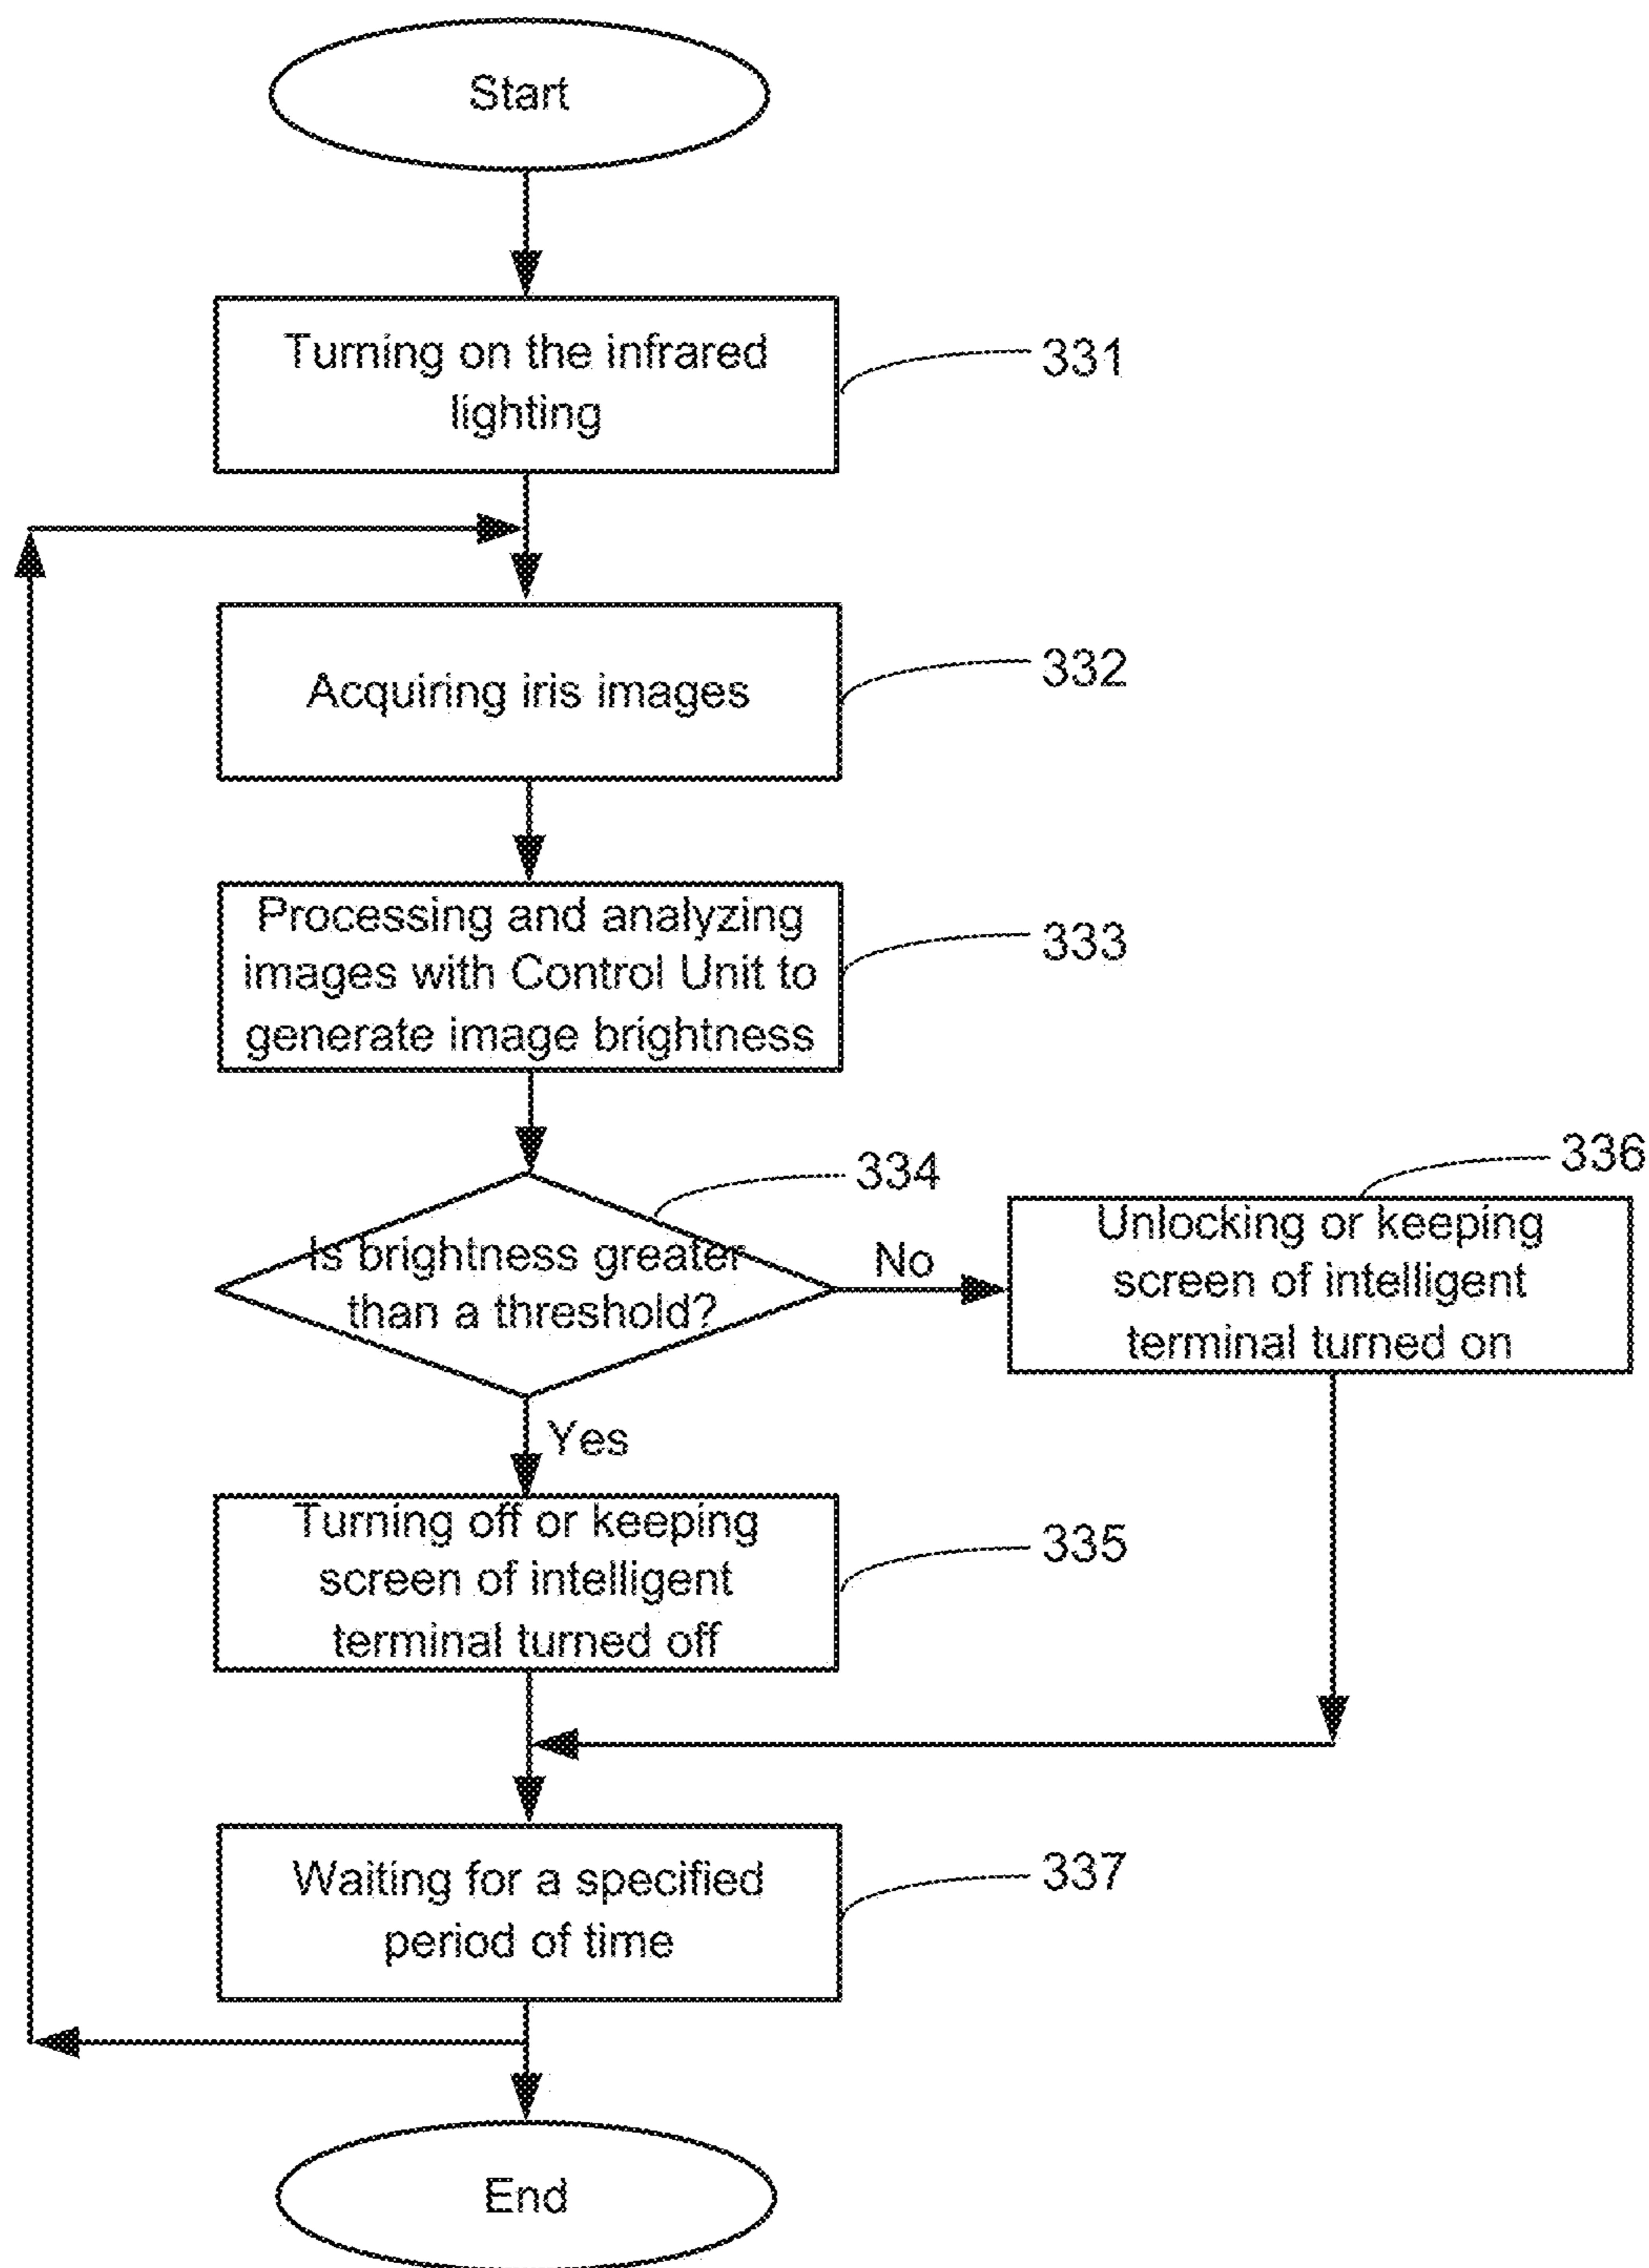 Start
Turning on the infrared
lighting
331
Acquiring iris images
332
Processing and analyzing
images with Control Unit to
generate image brightness
333
334
Is brightness greater
than a threshold?
No
336
Unlocking or keeping
screen of intelligent
terminal turned on
Yes
Turning off or keeping
screen of intelligent
terminal turned off
335
Waiting for a specified
period of time
337
End